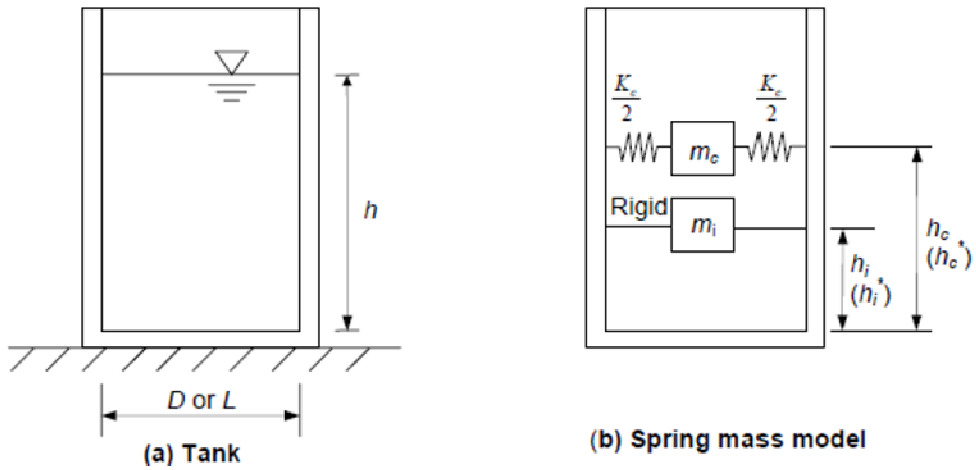 h
D or L
(a) Tank
K_c/2
K_c/2
m_c
Rigid
m_i
h_i
(h_i^*)
h_c
(h_c^*)
(b) Spring mass model